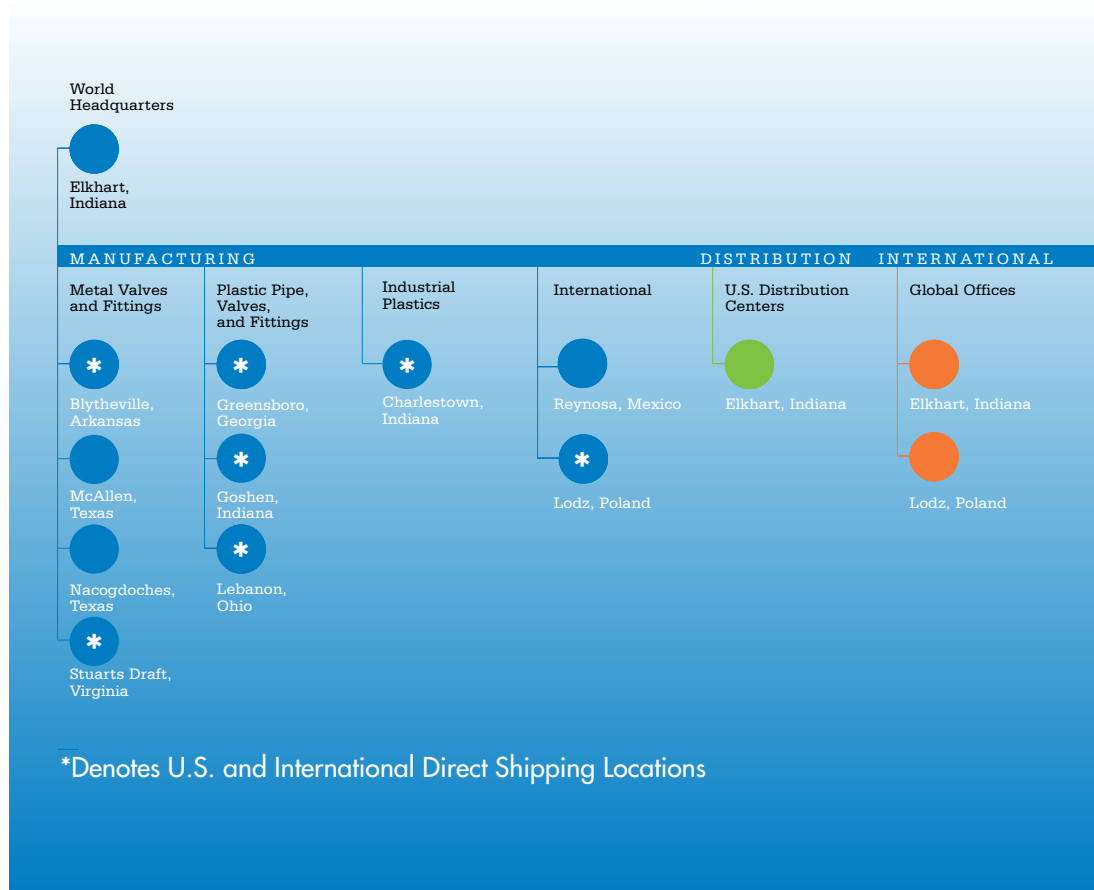 World
Headquarters
Elkhart,
Indiana
MANUFACTURING
DISTRIBUTION
INTERNATIONAL
Metal Valves
and Fittings
*
Blytheville,
Arkansas
McAllen,
Texas
Nacogdoches,
Texas
*
Stuarts Draft,
Virginia
Plastic Pipe,
Valves,
and Fittings
*
Greensboro,
Georgia
*
Goshen,
Indiana
*
Lebanon,
Ohio
Industrial
Plastics
*
Charlestown,
Indiana
International
Reynosa, Mexico
*
Lodz, Poland
U.S. Distribution
Centers
Elkhart, Indiana
Global Offices
Elkhart, Indiana
Lodz, Poland
*Denotes U.S. and International Direct Shipping Locations